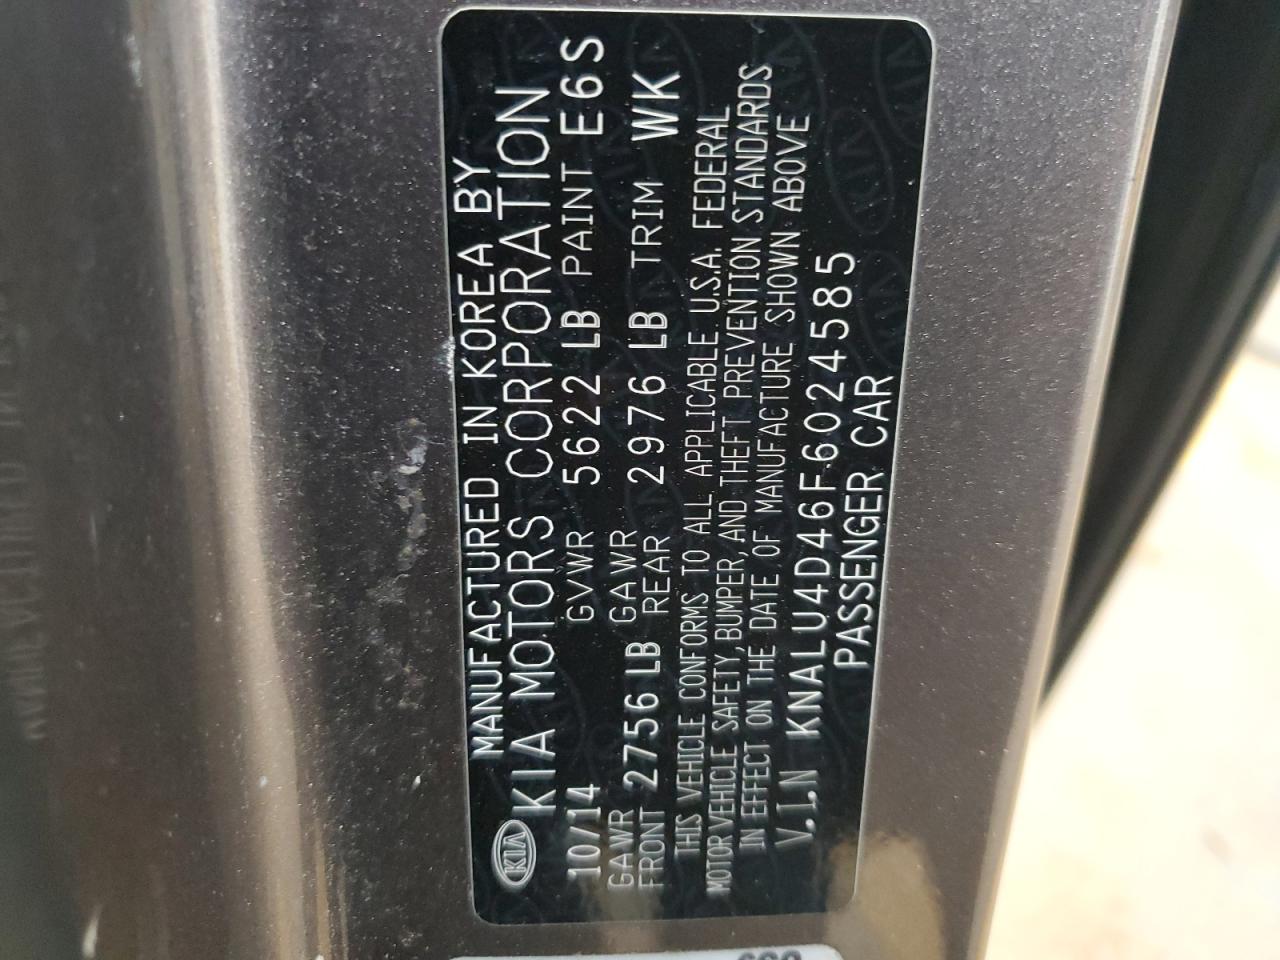 MANUFACTURED IN KOREA BY
KIA KIA MOTORS CORPORATION
10/14 GVWR 5622 LB PAINT E6S
GAWR FRONT 2756 LB GAWR REAR 2976 LB TRIM WK
THIS VEHICLE CONFORMS TO ALL APPLICABLE U.S.A. FEDERAL
MOTOR VEHICLE SAFETY, BUMPER, AND THEFT PREVENTION STANDARDS
IN EFFECT ON THE DATE OF MANUFACTURE SHOWN ABOVE
V.I.N KNALU4D46F6024585
PASSENGER CAR